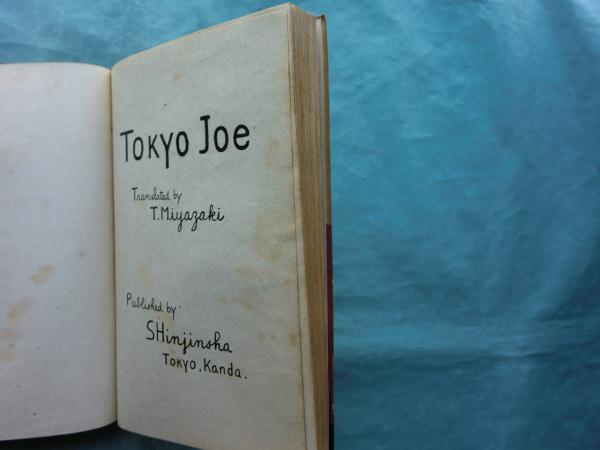 Tokyo Joe
Translated by
T.Miyazaki
Published by
SHinjinsha
Tokyo, Kanda.